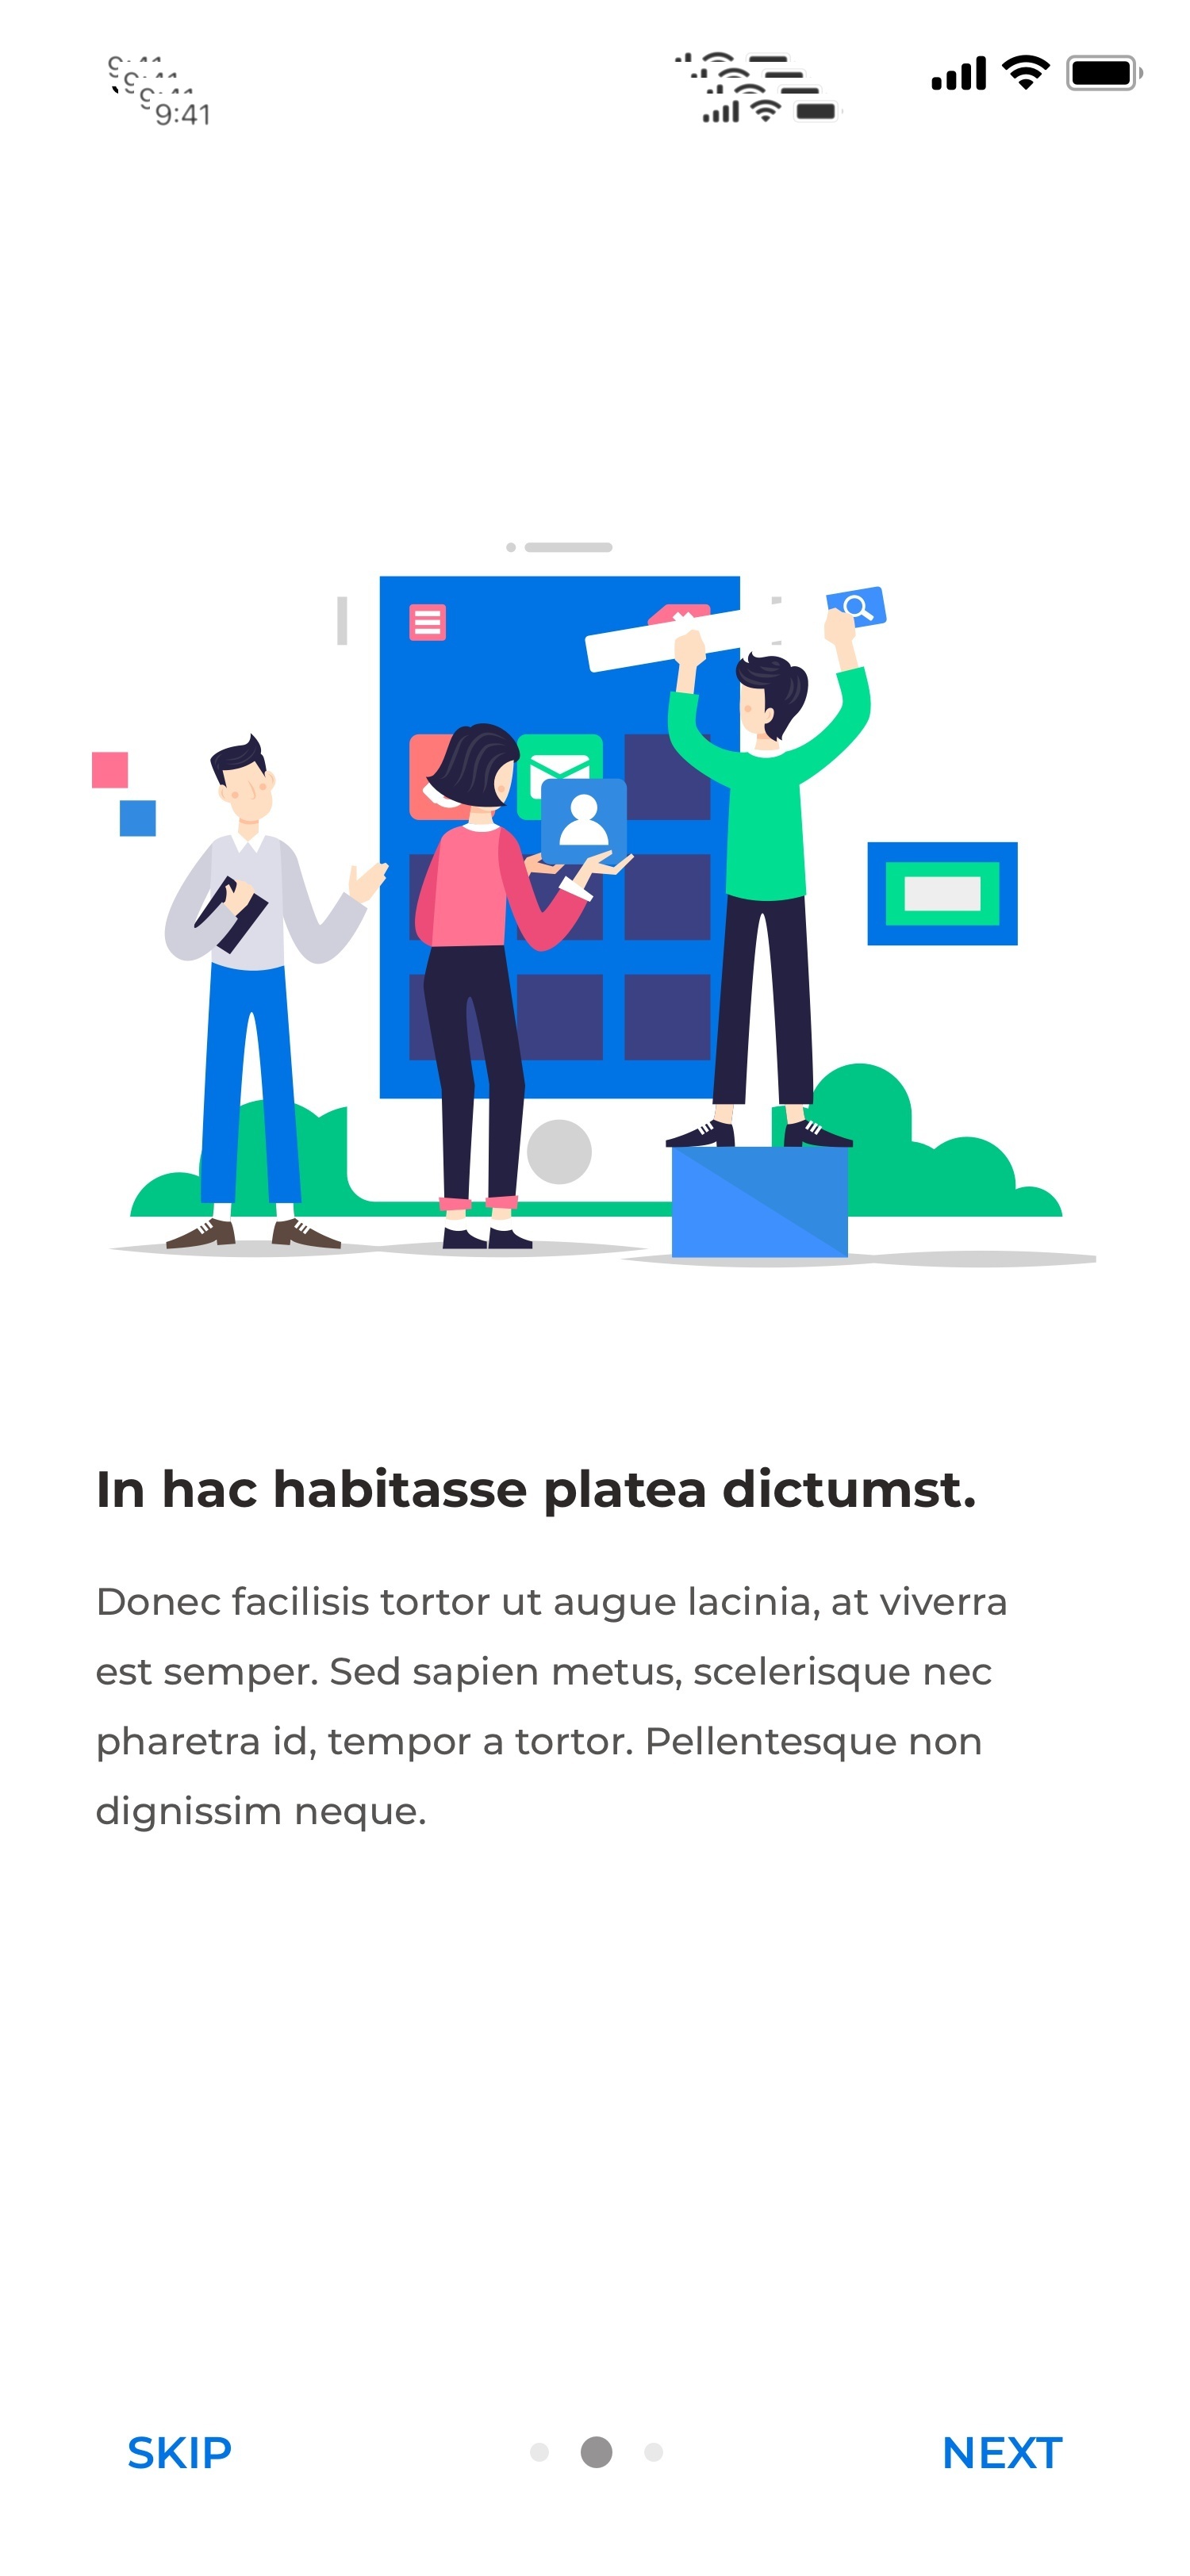 9:41
In hac habitasse platea dictumst.
Donec facilisis tortor ut augue lacinia, at viverra
est semper. Sed sapien metus, scelerisque nec
pharetra id, tempor a tortor. Pellentesque non
dignissim neque.
SKIP
NEXT